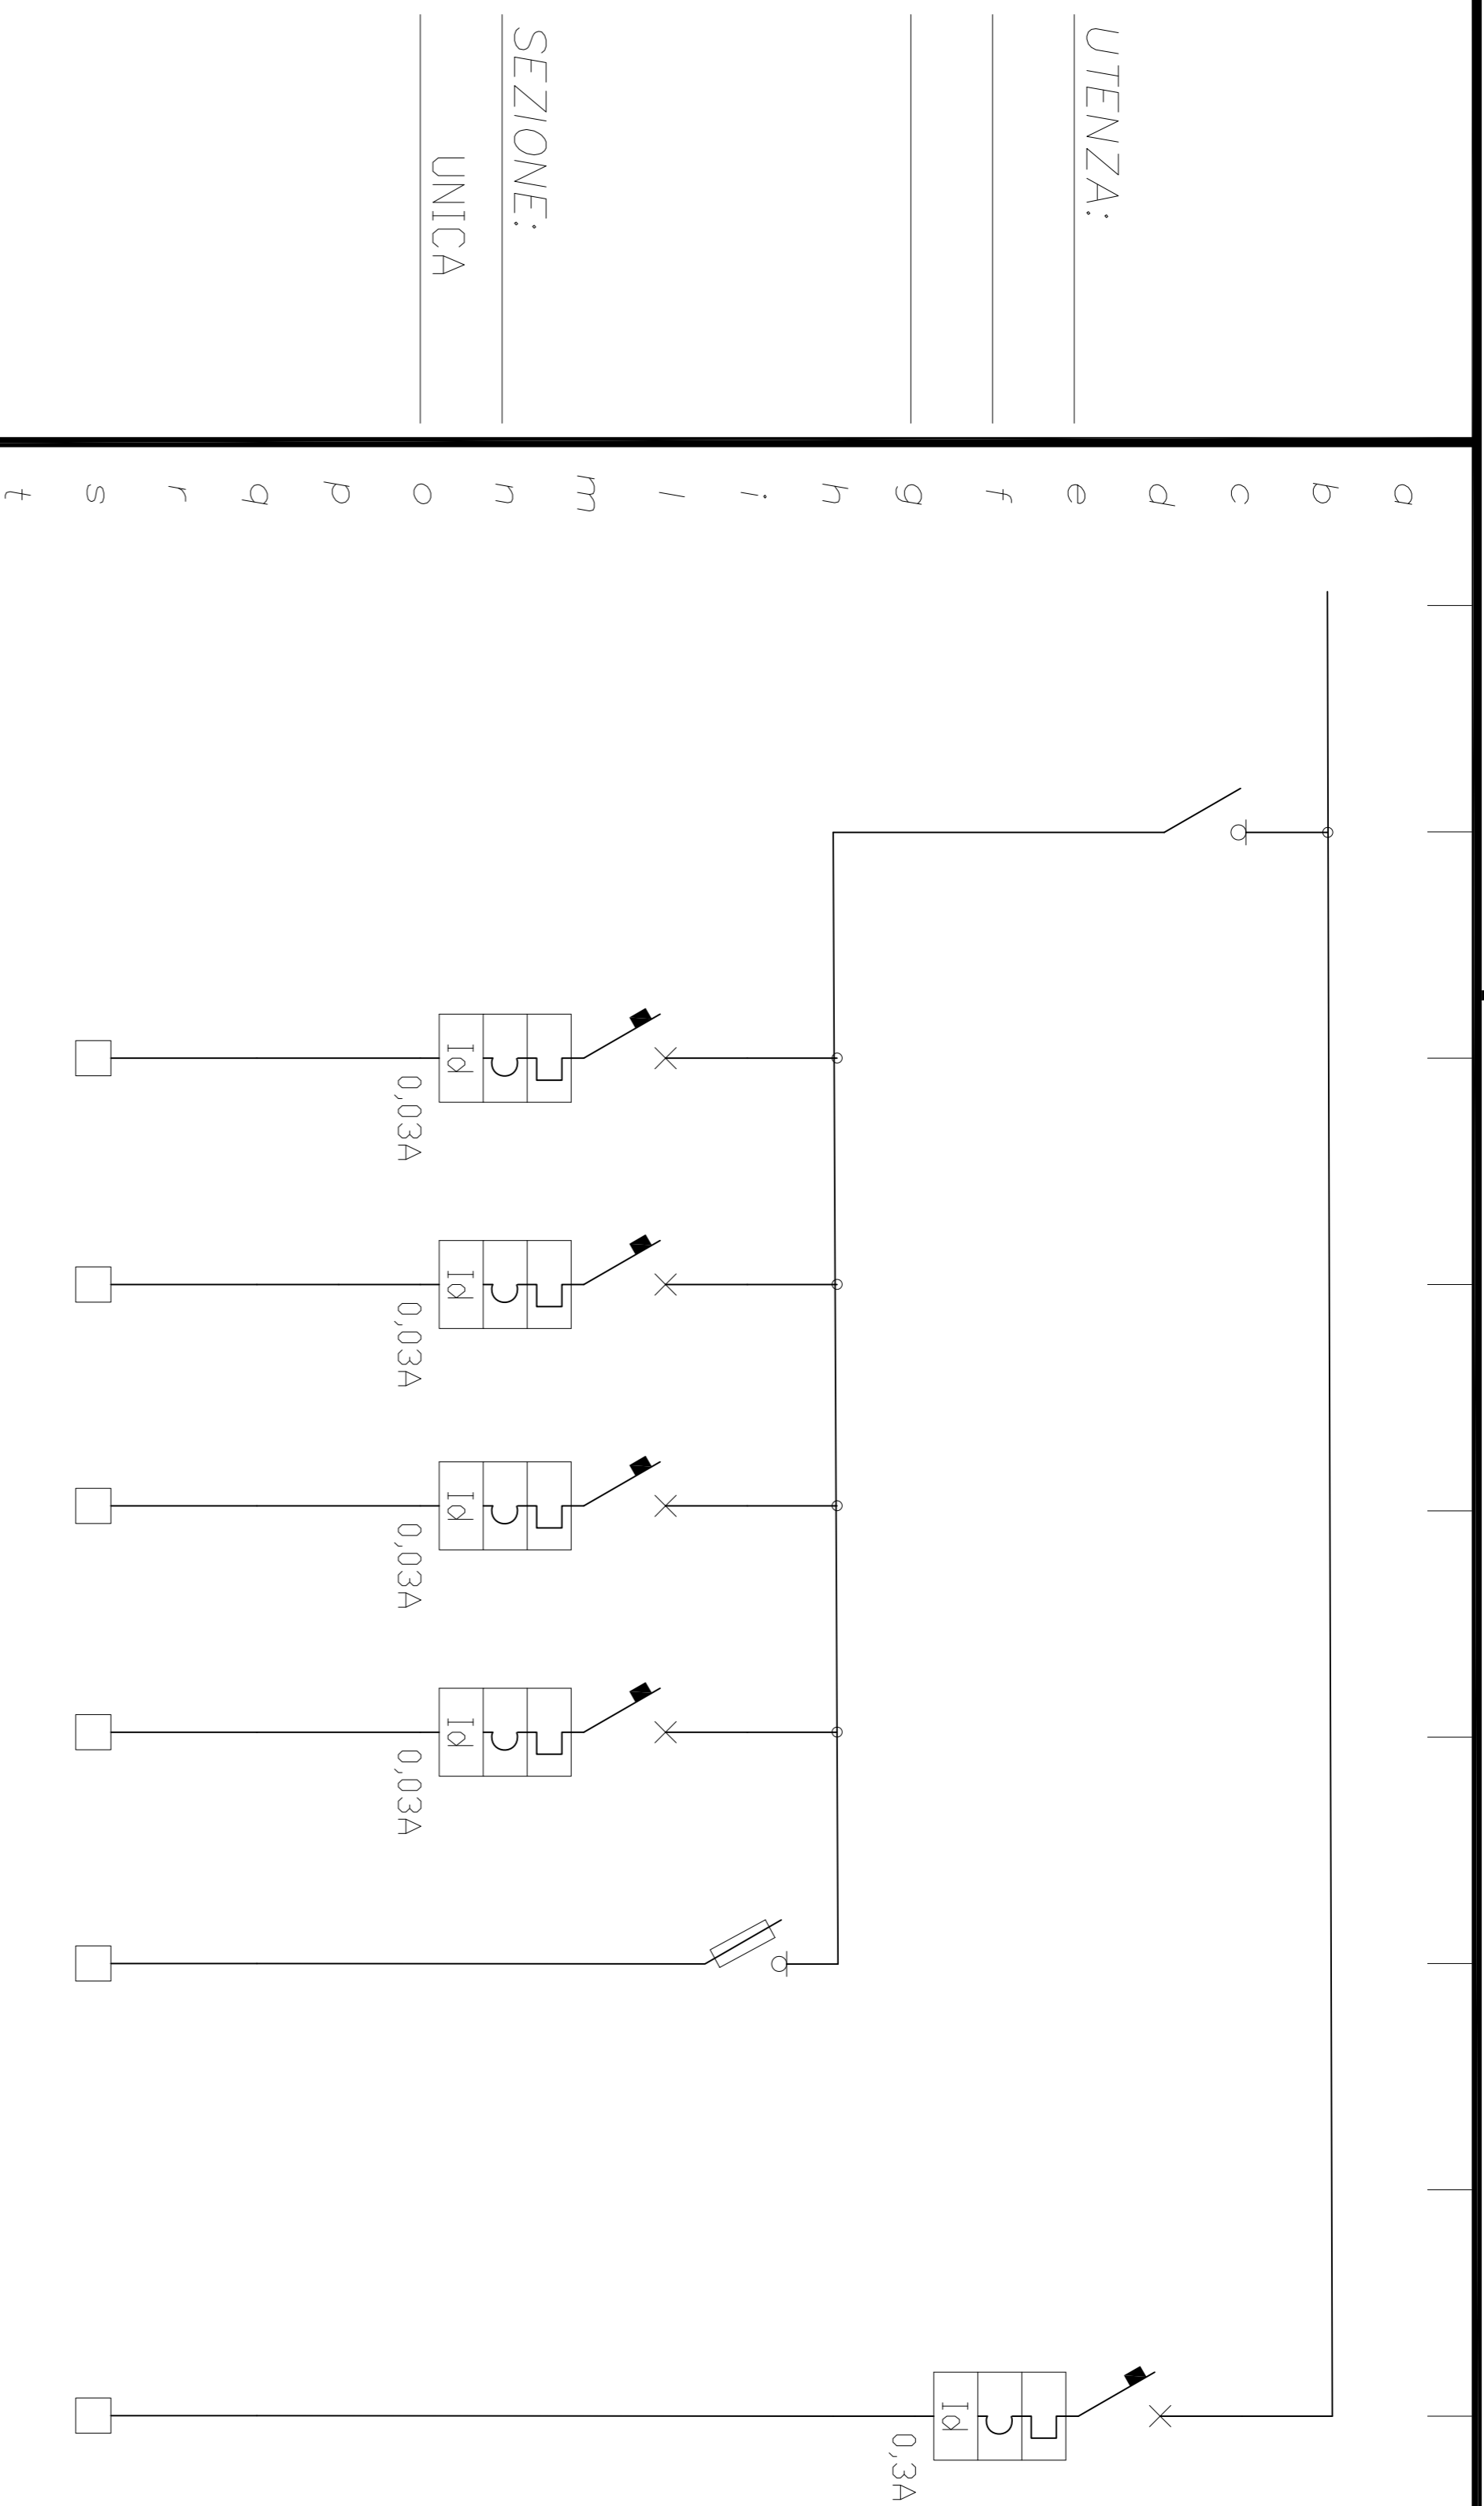 UTENZA:
SEZIONE:
UNICA
a
b
c
d
e
f
g
h
i
l
m
n
o
p
q
r
s
t
Id
0,03A
Id
0,03A
Id
0,03A
Id
0,03A
Id
0,3A